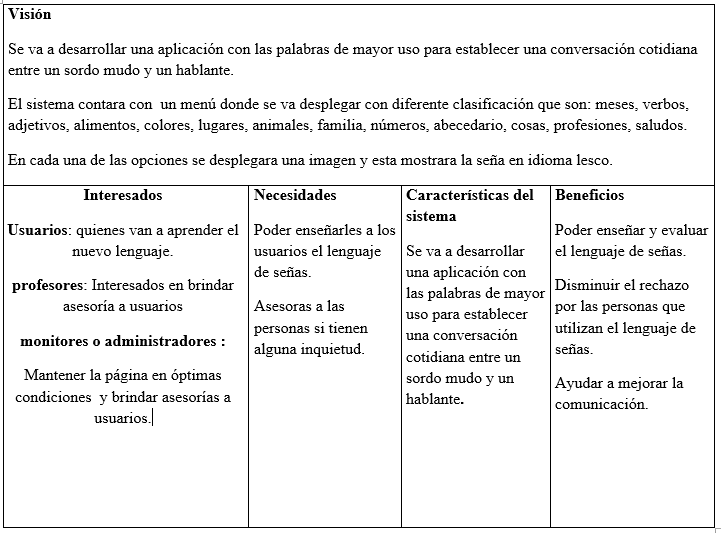 Visión
Se va a desarrollar una aplicación con las palabras de mayor uso para establecer una conversación cotidiana
entre un sordo mudo y un hablante.
El sistema contara con  un menú donde se va desplegar con diferente clasificación que son: meses, verbos,
adjetivos, alimentos, colores, lugares, animales, familia, números, abecedario, cosas, profesiones, saludos.
En cada una de las opciones se desplegara una imagen y esta mostrara la seña en idioma lesco.
Interesados
Usuarios: quienes van a aprender el
nuevo lenguaje.
profesores: Interesados en brindar
asesoría a usuarios
monitores o administradores :
Mantener la página en óptimas
condiciones  y brindar asesorías a
usuarios.
Necesidades
Poder enseñarles a los
usuarios el lenguaje
de señas.
Asesoras a las
personas si tienen
alguna inquietud.
Características del
sistema
Se va a desarrollar
una aplicación con
las palabras de mayor
uso para establecer
una conversación
cotidiana entre un
sordo mudo y un
hablante.
Beneficios
Poder enseñar y evaluar
el lenguaje de señas.
Disminuir el rechazo
por las personas que
utilizan el lenguaje de
señas.
Ayudar a mejorar la
comunicación.